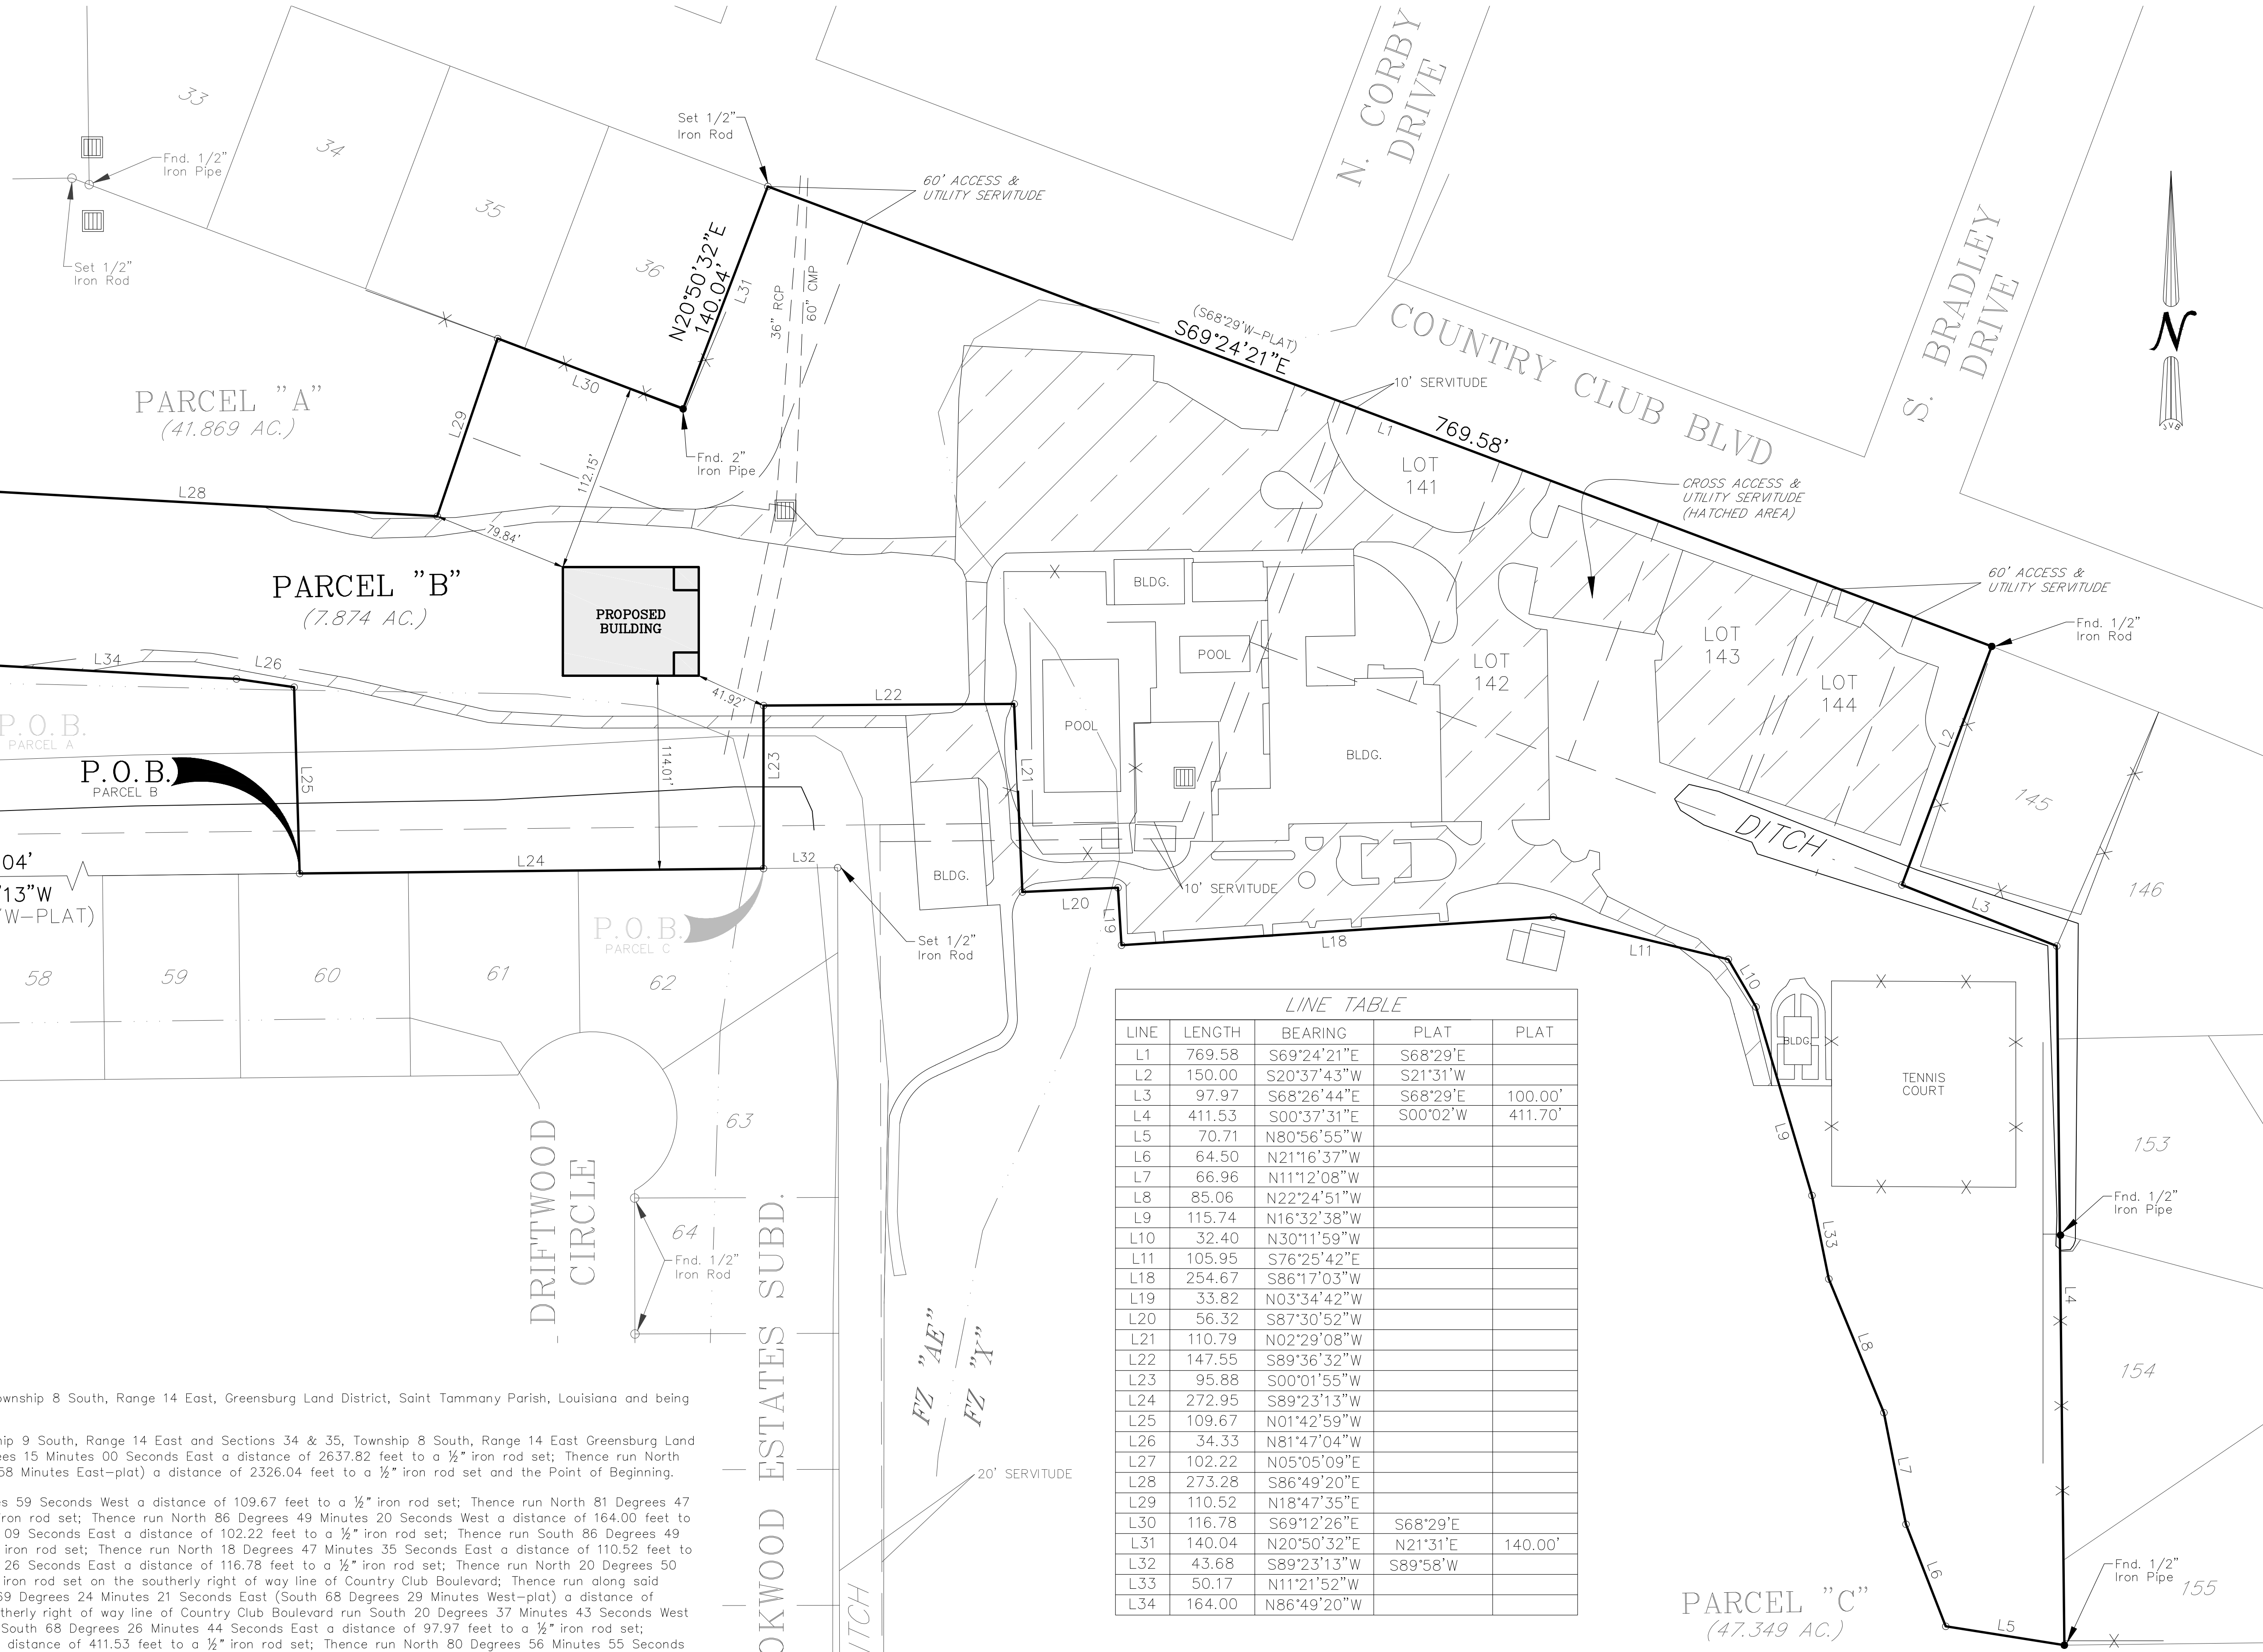 33
34
35
36
Fnd. 1/2"
Iron Pipe
Set 1/2"
Iron Rod
Set 1/2"
Iron Rod
60' ACCESS &
UTILITY SERVITUDE
N. CORBY
DRIVE
S. BRADLEY
DRIVE
COUNTRY CLUB BLVD
N
N20°50'32"E
140.04'
L31
36" RCP
60" CMP
(S68°29'W-PLAT)
S69°24'21"E
10' SERVITUDE
L1
769.58'
LOT
141
CROSS ACCESS &
UTILITY SERVITUDE
(HATCHED AREA)
PARCEL "A"
(41.869 AC.)
L30
L29
Fnd. 2"
Iron Pipe
112.15'
L28
79.84'
PARCEL "B"
(7.874 AC.)
PROPOSED
BUILDING
BLDG.
POOL
POOL
BLDG.
LOT
142
LOT
143
LOT
144
60' ACCESS &
UTILITY SERVITUDE
Fnd. 1/2"
Iron Rod
L2
145
146
L34
L26
41.92'
L22
114.01'
L23
L21
L25
P.O.B.
PARCEL A
P.O.B.
PARCEL B
DITCH
L3
04'
'13"W
'W-PLAT)
L24
L32
BLDG.
10' SERVITUDE
L20
L19
L18
L11
L10
P.O.B.
PARCEL C
Set 1/2"
Iron Rod
58
59
60
61
62
63
64
DRIFTWOOD
CIRCLE
Fnd. 1/2"
Iron Rod
OKWOOD ESTATES SUBD.
ITCH
FZ "AE"
FZ "X"
20' SERVITUDE
BLDG.
TENNIS
COURT
L9
L33
L8
L7
L6
L5
L4
153
154
155
Fnd. 1/2"
Iron Pipe
Fnd. 1/2"
Iron Pipe
PARCEL "C"
(47.349 AC.)
LINE TABLE
LINE LENGTH BEARING PLAT PLAT
L1 769.58 S69°24'21"E S68°29'E
L2 150.00 S20°37'43"W S21°31'W
L3 97.97 S68°26'44"E S68°29'E 100.00'
L4 411.53 S00°37'31"E S00°02'W 411.70'
L5 70.71 N80°56'55"W
L6 64.50 N21°16'37"W
L7 66.96 N11°12'08"W
L8 85.06 N22°24'51"W
L9 115.74 N16°32'38"W
L10 32.40 N30°11'59"W
L11 105.95 S76°25'42"E
L18 254.67 S86°17'03"W
L19 33.82 N03°34'42"W
L20 56.32 S87°30'52"W
L21 110.79 N02°29'08"W
L22 147.55 S89°36'32"W
L23 95.88 S00°01'55"W
L24 272.95 S89°23'13"W
L25 109.67 N01°42'59"W
L26 34.33 N81°47'04"W
L27 102.22 N05°05'09"E
L28 273.28 S86°49'20"E
L29 110.52 N18°47'35"E
L30 116.78 S69°12'26"E S68°29'E
L31 140.04 N20°50'32"E N21°31'E 140.00'
L32 43.68 S89°23'13"W S89°58'W
L33 50.17 N11°21'52"W
L34 164.00 N86°49'20"W
ownship 8 South, Range 14 East, Greensburg Land District, Saint Tammany Parish, Louisiana and being
hip 9 South, Range 14 East and Sections 34 & 35, Township 8 South, Range 14 East Greensburg Land
ees 15 Minutes 00 Seconds East a distance of 2637.82 feet to a ½" iron rod set; Thence run North
58 Minutes East-plat) a distance of 2326.04 feet to a ½" iron rod set and the Point of Beginning.
es 59 Seconds West a distance of 109.67 feet to a ½" iron rod set; Thence run North 81 Degrees 47
iron rod set; Thence run North 86 Degrees 49 Minutes 20 Seconds West a distance of 164.00 feet to
09 Seconds East a distance of 102.22 feet to a ½" iron rod set; Thence run South 86 Degrees 49
iron rod set; Thence run North 18 Degrees 47 Minutes 35 Seconds East a distance of 110.52 feet to
26 Seconds East a distance of 116.78 feet to a ½" iron rod set; Thence run North 20 Degrees 50
iron rod set on the southerly right of way line of Country Club Boulevard; Thence run along said
69 Degrees 24 Minutes 21 Seconds East (South 68 Degrees 29 Minutes West-plat) a distance of
utherly right of way line of Country Club Boulevard run South 20 Degrees 37 Minutes 43 Seconds West
South 68 Degrees 26 Minutes 44 Seconds East a distance of 97.97 feet to a ½" iron rod set;
distance of 411.53 feet to a ½" iron rod set; Thence run North 80 Degrees 56 Minutes 55 Seconds